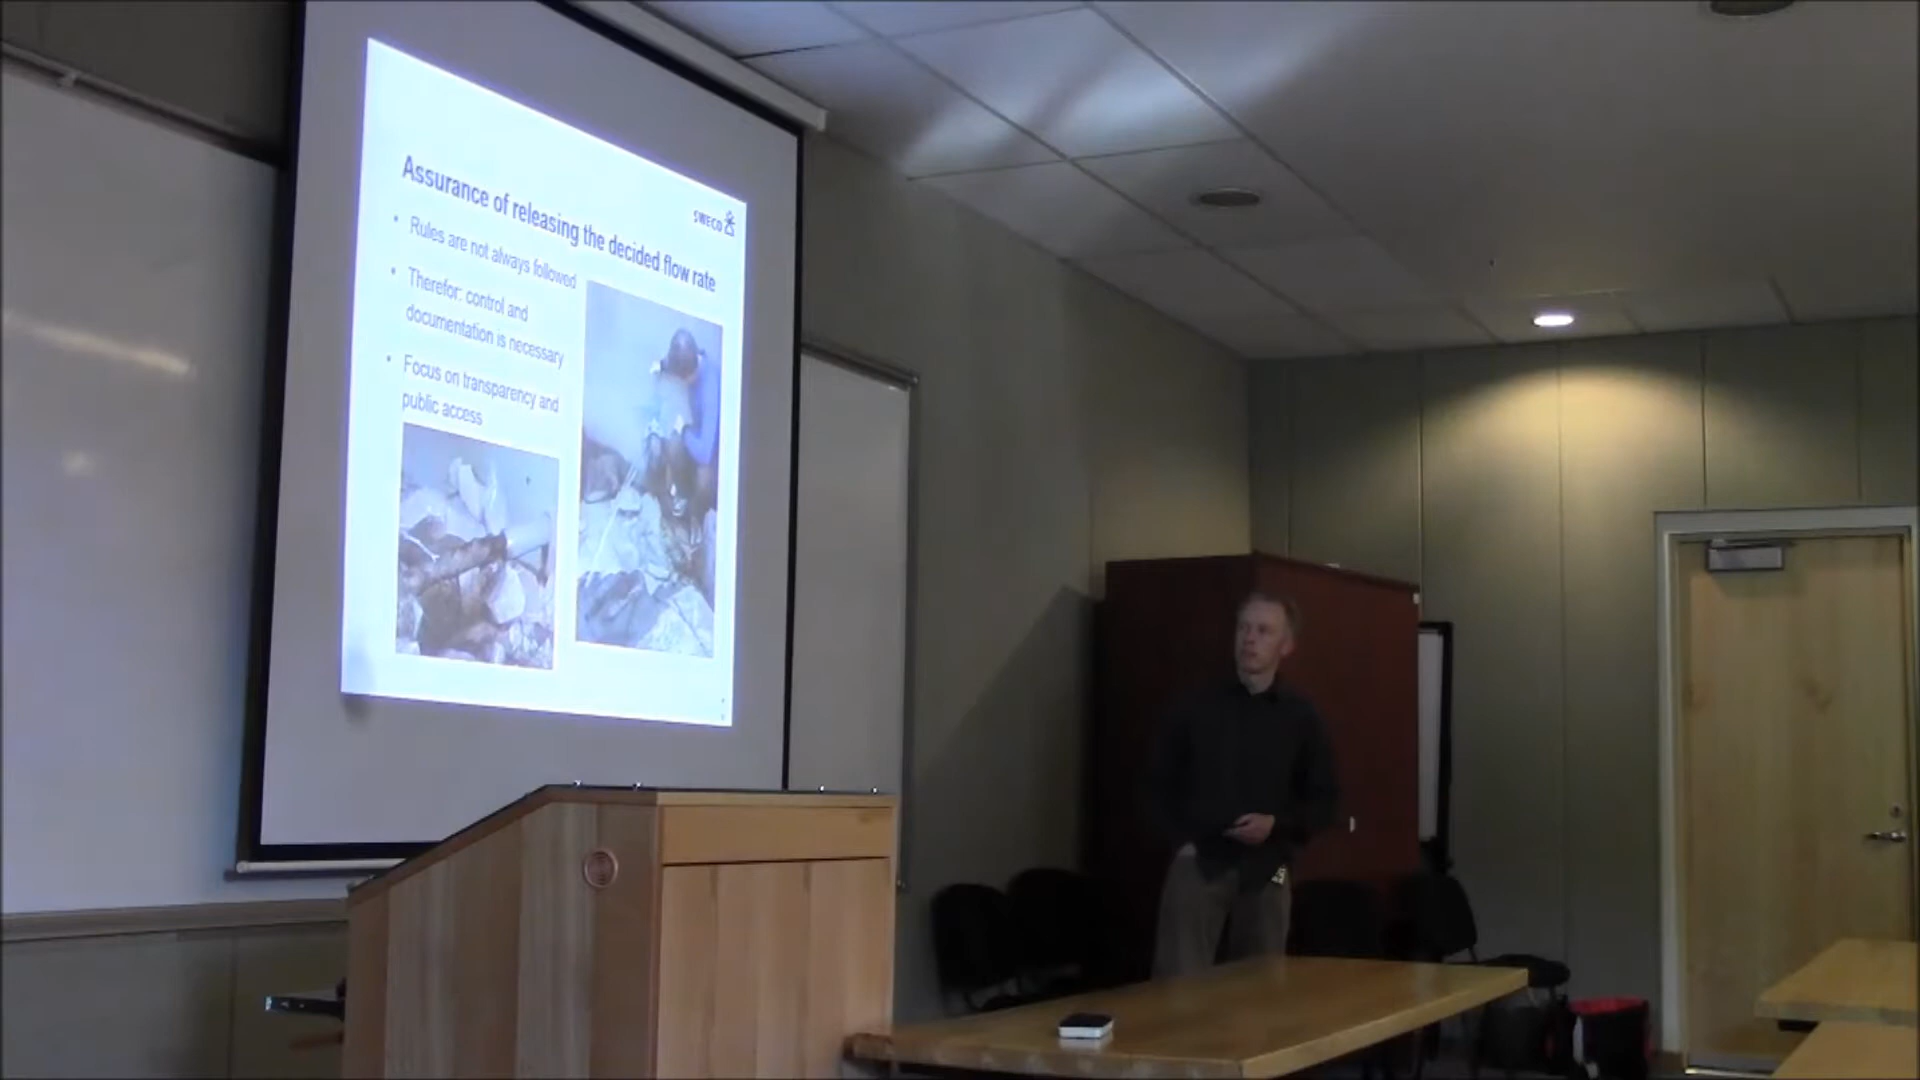 Assurance of releasing the decided flow rate
SWECO
• Rules are not always followed
• Therefor: control and
documentation is necessary
• Focus on transparency and
public access